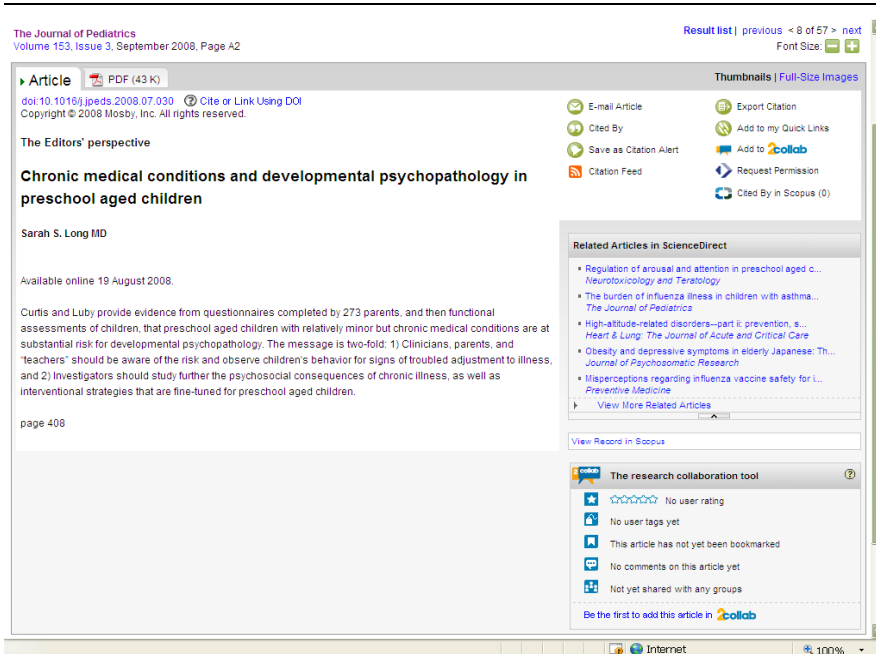 The Journal of Pediatrics
Volume 153, Issue 3, September 2008, Page A2
Result list | previous < 8 of 57 > next
Font Size:
Article
PDF (43 K)
Thumbnails | Full-Size Images
doi:10.1016/j.jpeds.2008.07.030 Cite or Link Using DOI
Copyright © 2008 Mosby, Inc. All rights reserved.
The Editors' perspective
Chronic medical conditions and developmental psychopathology in
preschool aged children
Sarah S. Long MD
Available online 19 August 2008.
Curtis and Luby provide evidence from questionnaires completed by 273 parents, and then functional
assessments of children, that preschool aged children with relatively minor but chronic medical conditions are at
substantial risk for developmental psychopathology. The message is two-fold: 1) Clinicians, parents, and
“teachers” should be aware of the risk and observe children's behavior for signs of troubled adjustment to illness,
and 2) Investigators should study further the psychosocial consequences of chronic illness, as well as
interventional strategies that are fine-tuned for preschool aged children.
page 408
E-mail Article
Export Citation
Cited By
Add to my Quick Links
Save as Citation Alert
Add to 2collab
Citation Feed
Request Permission
Cited By in Scopus (0)
Related Articles in ScienceDirect
Regulation of arousal and attention in preschool aged c...
Neurotoxicology and Teratology
The burden of influenza illness in children with asthma...
The Journal of Pediatrics
High-altitude-related disorders--part ii: prevention, s...
Heart & Lung: The Journal of Acute and Critical Care
Obesity and depressive symptoms in elderly Japanese: Th...
Journal of Psychosomatic Research
Misperceptions regarding influenza vaccine safety for i...
Preventive Medicine
View More Related Articles
View Record in Scopus
2collab The research collaboration tool
No user rating
No user tags yet
This article has not yet been bookmarked
No comments on this article yet
Not yet shared with any groups
Be the first to add this article in 2collab
Internet
100%